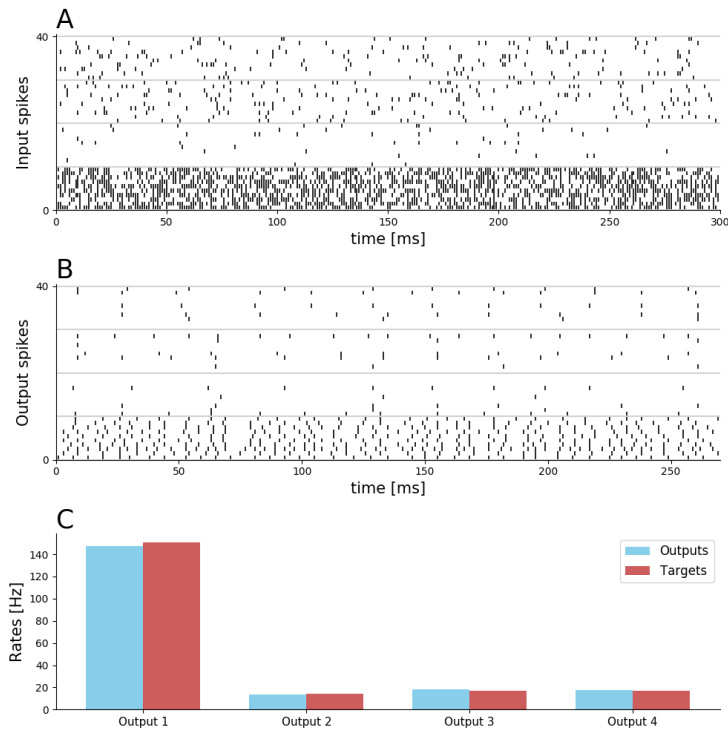 A
40
Input spikes
0
0 50 100 150 200 250 300
time [ms]
B
40
Output spikes
0
0 50 100 150 200 250
time [ms]
C
Rates [Hz]
140
120
100
80
60
40
20
0
Outputs
Targets
Output 1 Output 2 Output 3 Output 4